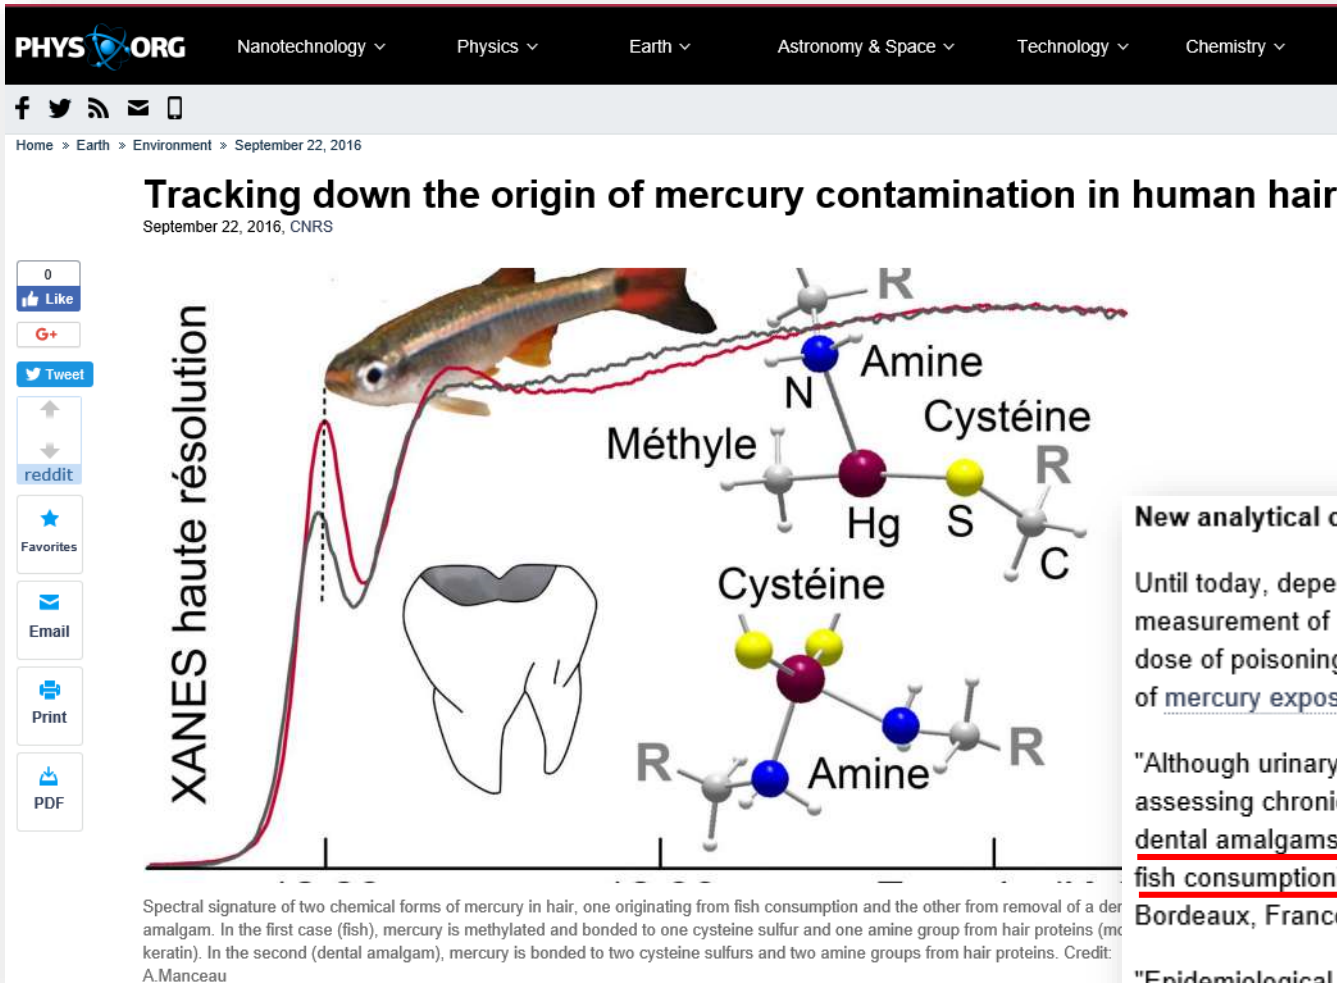 PHYS ORG
Nanotechnology
Physics
Earth
Astronomy & Space
Technology
Chemistry
Home » Earth » Environment » September 22, 2016
Tracking down the origin of mercury contamination in human hair
September 22, 2016, CNRS
0
Like
G+
Tweet
reddit
Favorites
Email
Print
PDF
XANES haute résolution
R
N
Amine
Cystéine
Méthyle
R
Hg
S
C
Cystéine
R
Amine
R
Spectral signature of two chemical forms of mercury in hair, one originating from fish consumption and the other from removal of a
amalgam. In the first case (fish), mercury is methylated and bonded to one cysteine sulfur and one amine group from hair proteins
keratin). In the second (dental amalgam), mercury is bonded to two cysteine sulfurs and two amine groups from hair proteins. Credit:
A.Manceau
New analytical
Until today,
measurement of
dose of poisoning
of mercury
"Although urinary
assessing
dental amalgams
fish consumption
Bordeaux, France
"Epidemiological